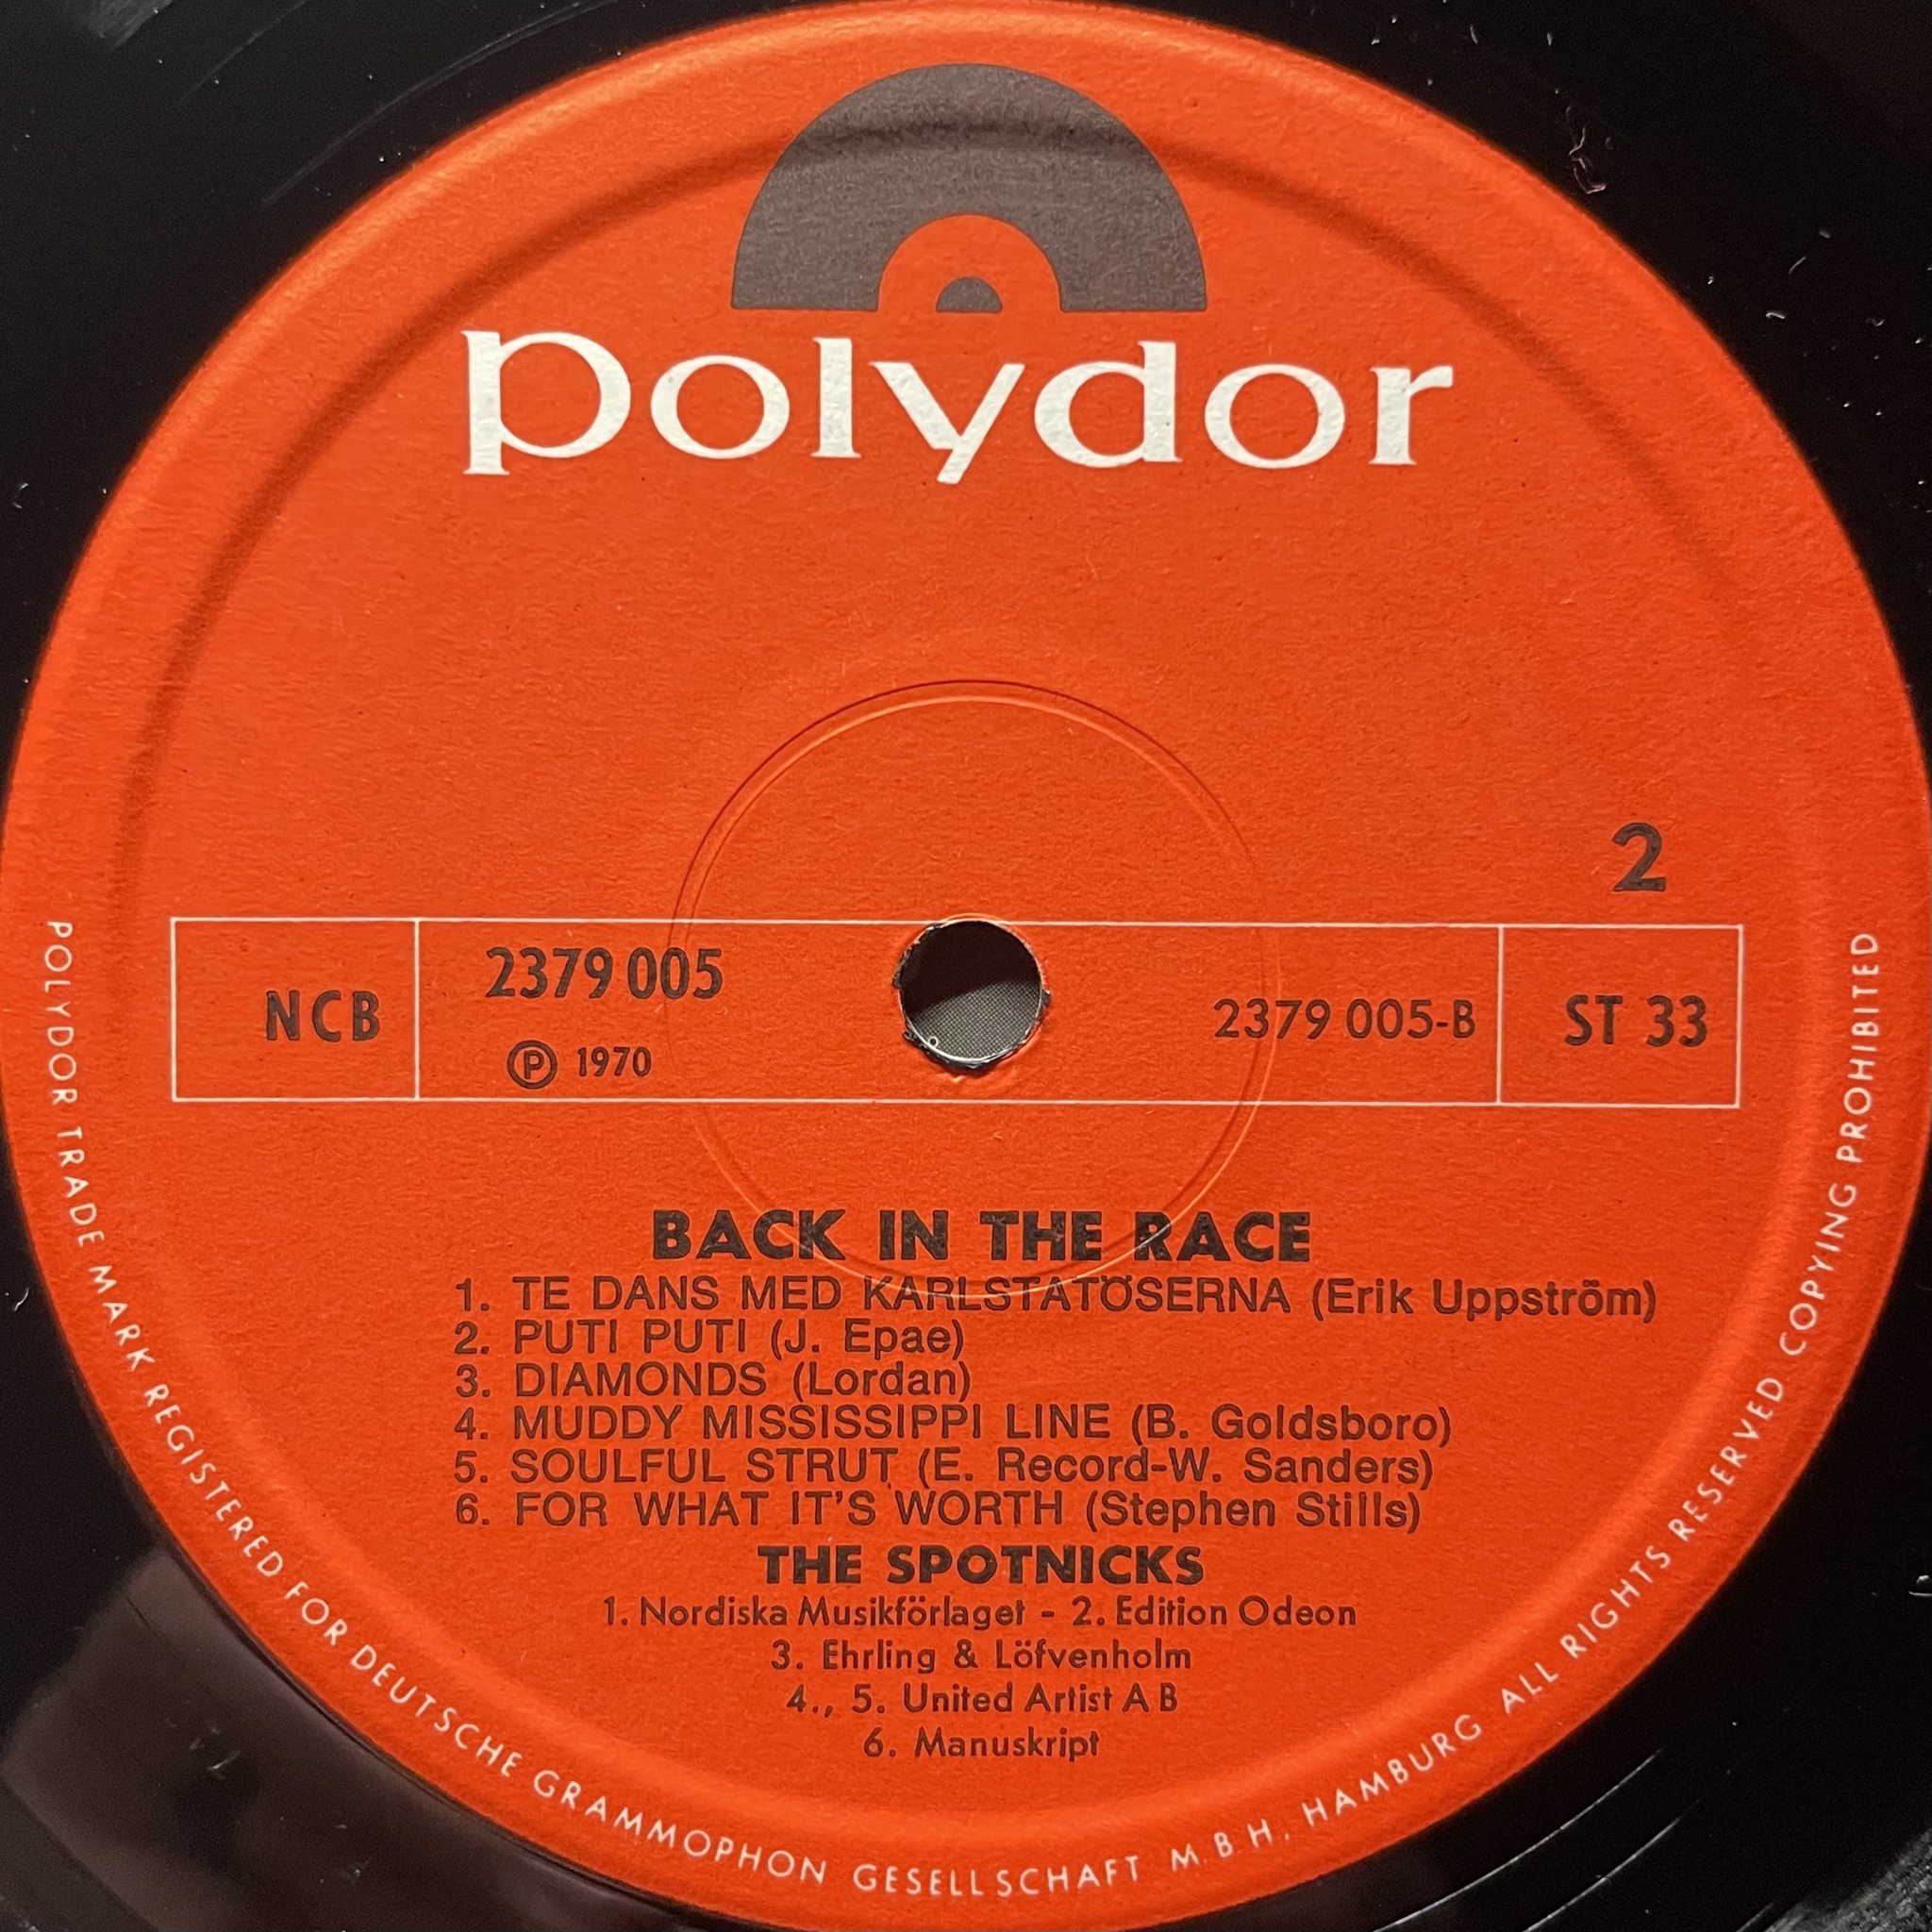 polydor
2
NCB
2379 005
Ⓟ 1970
2379 005-B
ST 33
BACK IN THE RACE
1. TE DANS MED KARLSTATÖSERNA (Erik Uppström)
2. PUTI PUTI (J. Epae)
3. DIAMONDS (Lordan)
4. MUDDY MISSISSIPPI LINE (B. Goldsboro)
5. SOULFUL STRUT (E. Record-W. Sanders)
6. FOR WHAT IT'S WORTH (Stephen Stills)
THE SPOTNICKS
1. Nordiska Musikförlaget - 2. Edition Odeon
3. Ehrling & Löfvenholm
4., 5. United Artist A B
6. Manuskript
POLYDOR TRADE MARK REGISTERED FOR DEUTSCHE GRAMMOPHON GESELLSCHAFT M.B.H. HAMBURG ALL RIGHTS RESERVED COPYING PROHIBITED